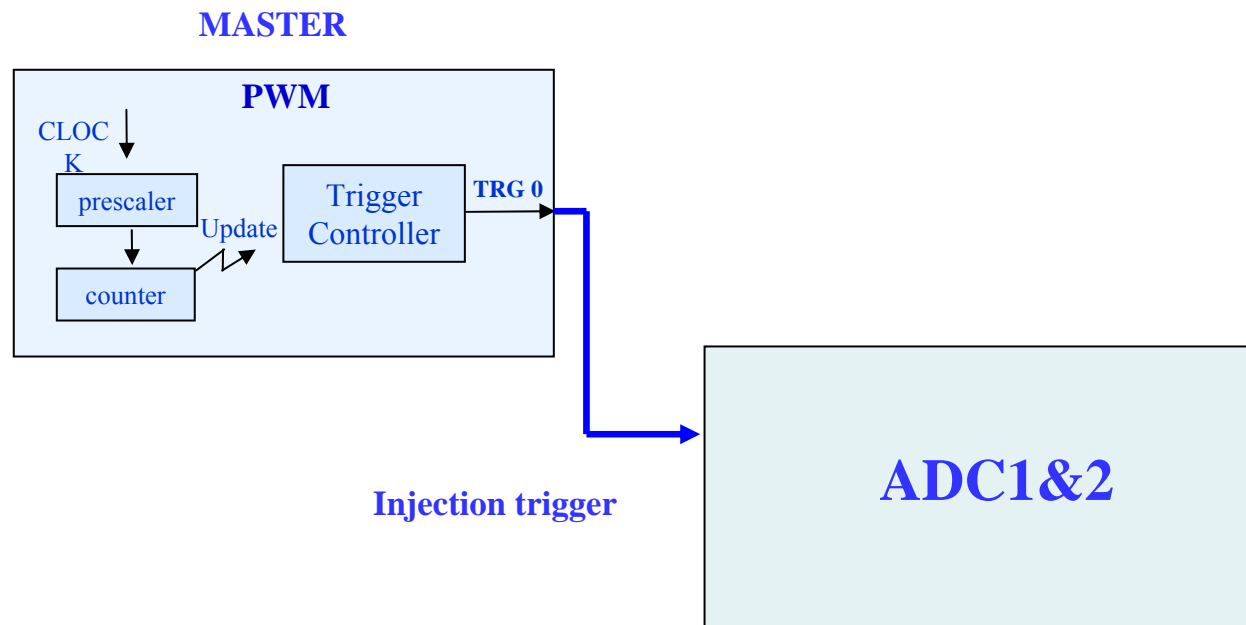 MASTER
PWM
CLOC
K
prescaler
Update
counter
Trigger
Controller
TRG 0
Injection trigger
ADC1&2